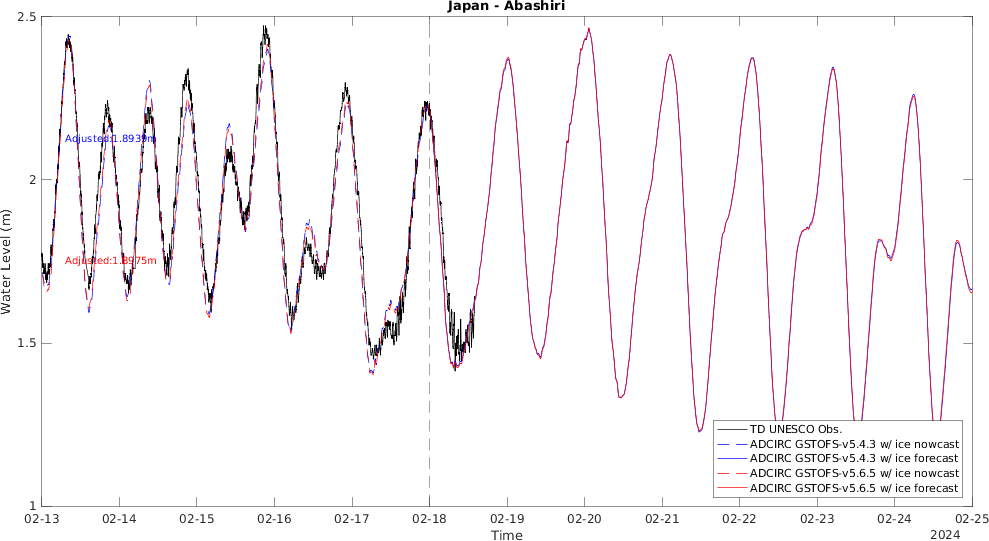 Japan - Abashiri
2.5
2
1.5
1
Water Level (m)
Adjusted:1.8939m
Adjusted:1.8975m
TD UNESCO Obs.
ADCIRC GSTOFS-v5.4.3 w/ ice nowcast
ADCIRC GSTOFS-v5.4.3 w/ ice forecast
ADCIRC GSTOFS-v5.6.5 w/ ice nowcast
ADCIRC GSTOFS-v5.6.5 w/ ice forecast
02-13 02-14 02-15 02-16 02-17 02-18 02-19 02-20 02-21 02-22 02-23 02-24 02-25
Time
2024